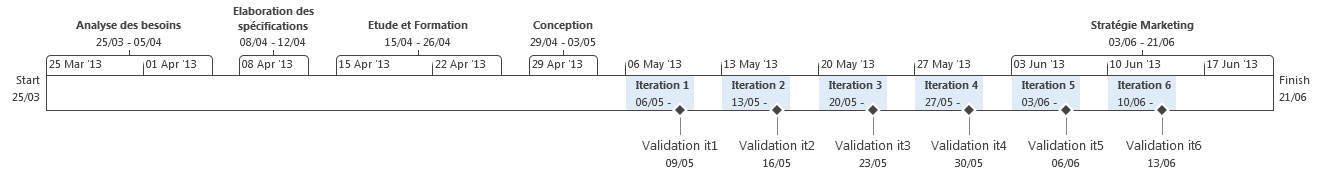 Analyse des besoins
25/03 - 05/04
Elaboration des
spécifications
08/04 - 12/04
Etude et Formation
15/04 - 26/04
Conception
29/04 - 03/05
Stratégie Marketing
03/06 - 21/06
25 Mar '13
01 Apr '13
08 Apr '13
15 Apr '13
22 Apr '13
29 Apr '13
06 May '13
13 May '13
20 May '13
27 May '13
03 Jun '13
10 Jun '13
17 Jun '13
Start
25/03
Finish
21/06
Iteration 1
06/05 -
Iteration 2
13/05 -
Iteration 3
20/05 -
Iteration 4
27/05 -
Iteration 5
03/06 -
Iteration 6
10/06 -
Validation it1
09/05
Validation it2
16/05
Validation it3
23/05
Validation it4
30/05
Validation it5
06/06
Validation it6
13/06